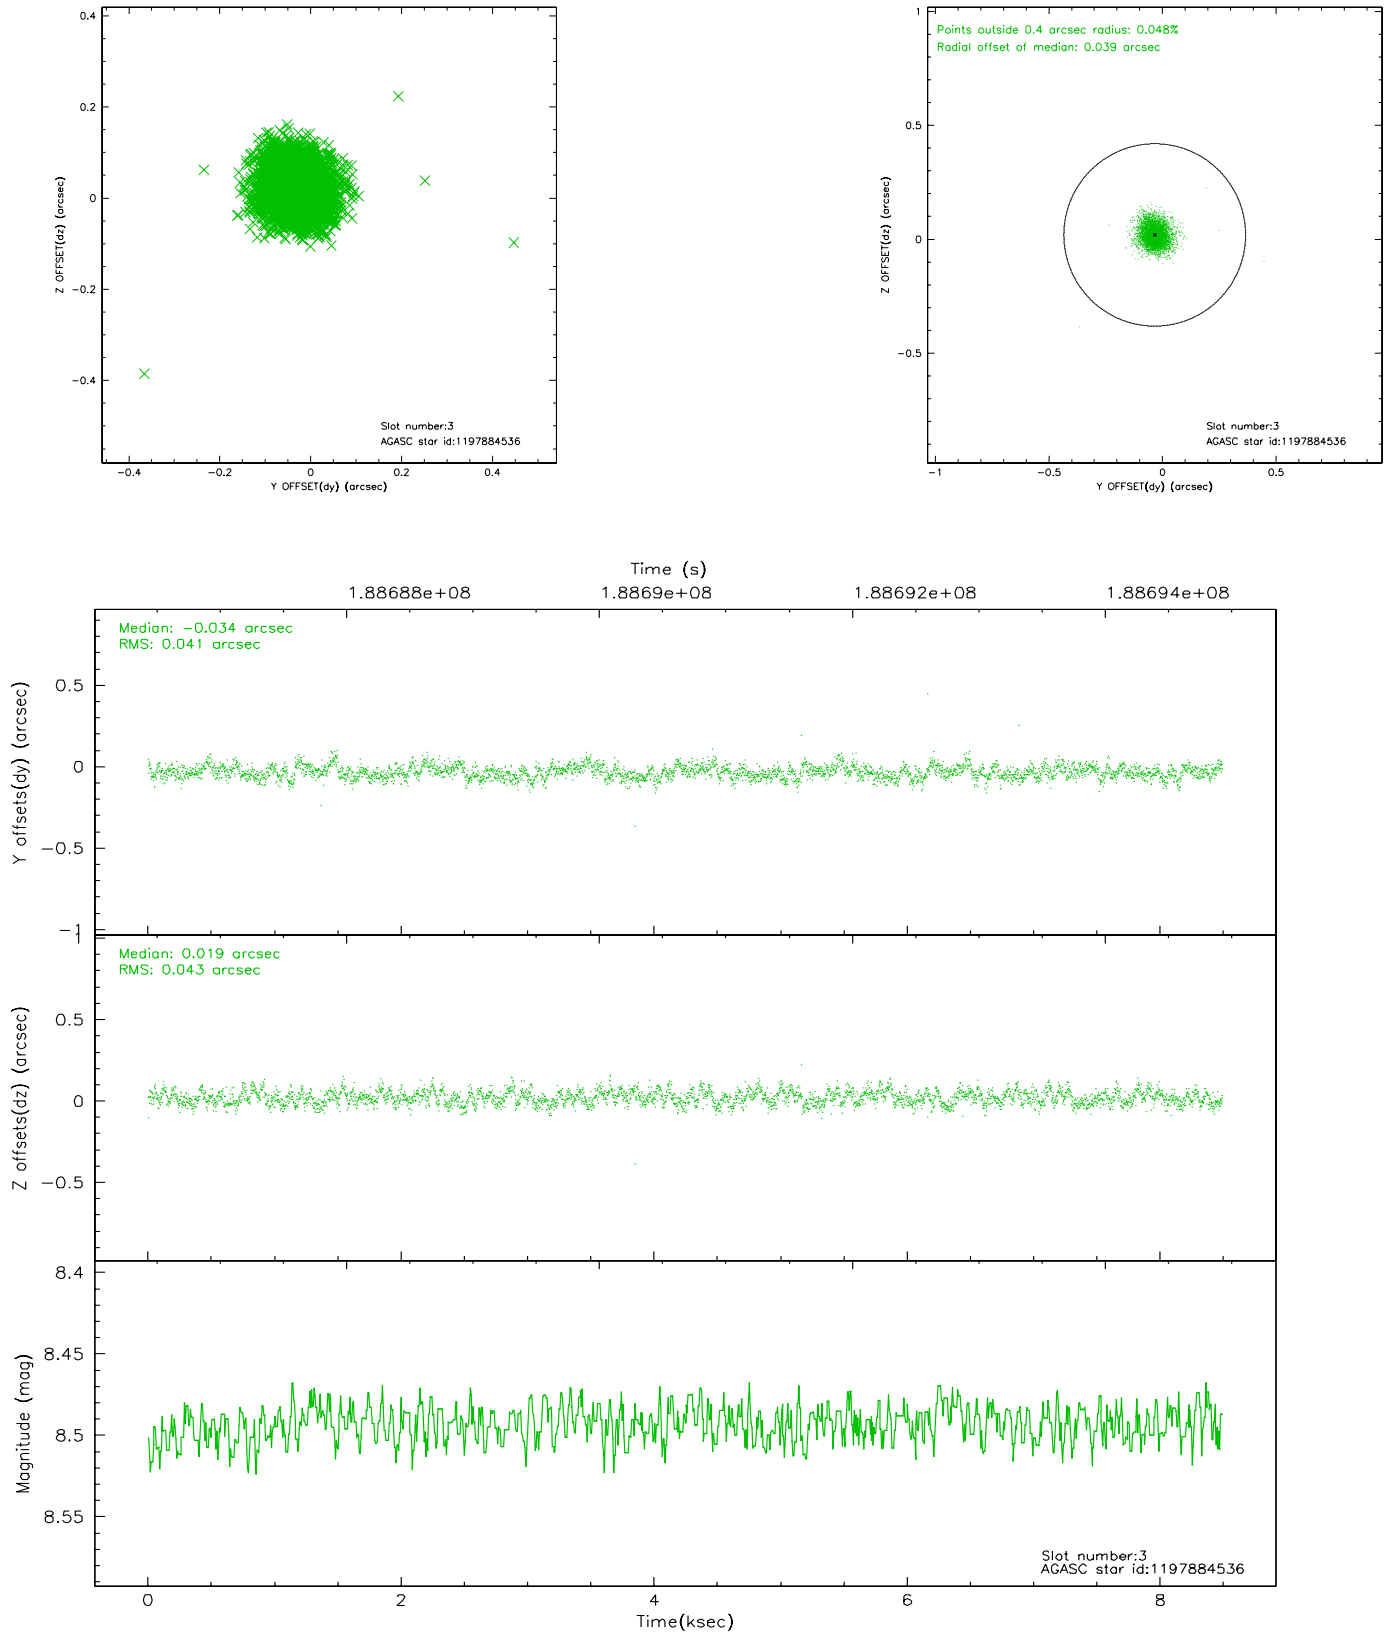 0.4
0.2
0
−0.2
−0.4
Z OFFSET(dz) (arcsec)
Slot number:3
AGASC star id:1197884536
−0.4
−0.2
0
0.2
0.4
Y OFFSET(dy) (arcsec)
Points outside 0.4 arcsec radius: 0.048%
Radial offset of median: 0.039 arcsec
1
0.5
0
−0.5
Z OFFSET(dz) (arcsec)
Slot number:3
AGASC star id:1197884536
−1
−0.5
0
0.5
Y OFFSET(dy) (arcsec)
Time (s)
1.88688e+08
1.8869e+08
1.88692e+08
1.88694e+08
Median: −0.034 arcsec
RMS: 0.041 arcsec
0.5
0
−0.5
−1
Y offsets(dy) (arcsec)
Median: 0.019 arcsec
RMS: 0.043 arcsec
1
0.5
0
−0.5
Z offsets(dz) (arcsec)
8.4
8.45
8.5
8.55
Magnitude (mag)
Slot number:3
AGASC star id:1197884536
0
2
4
6
8
Time(ksec)